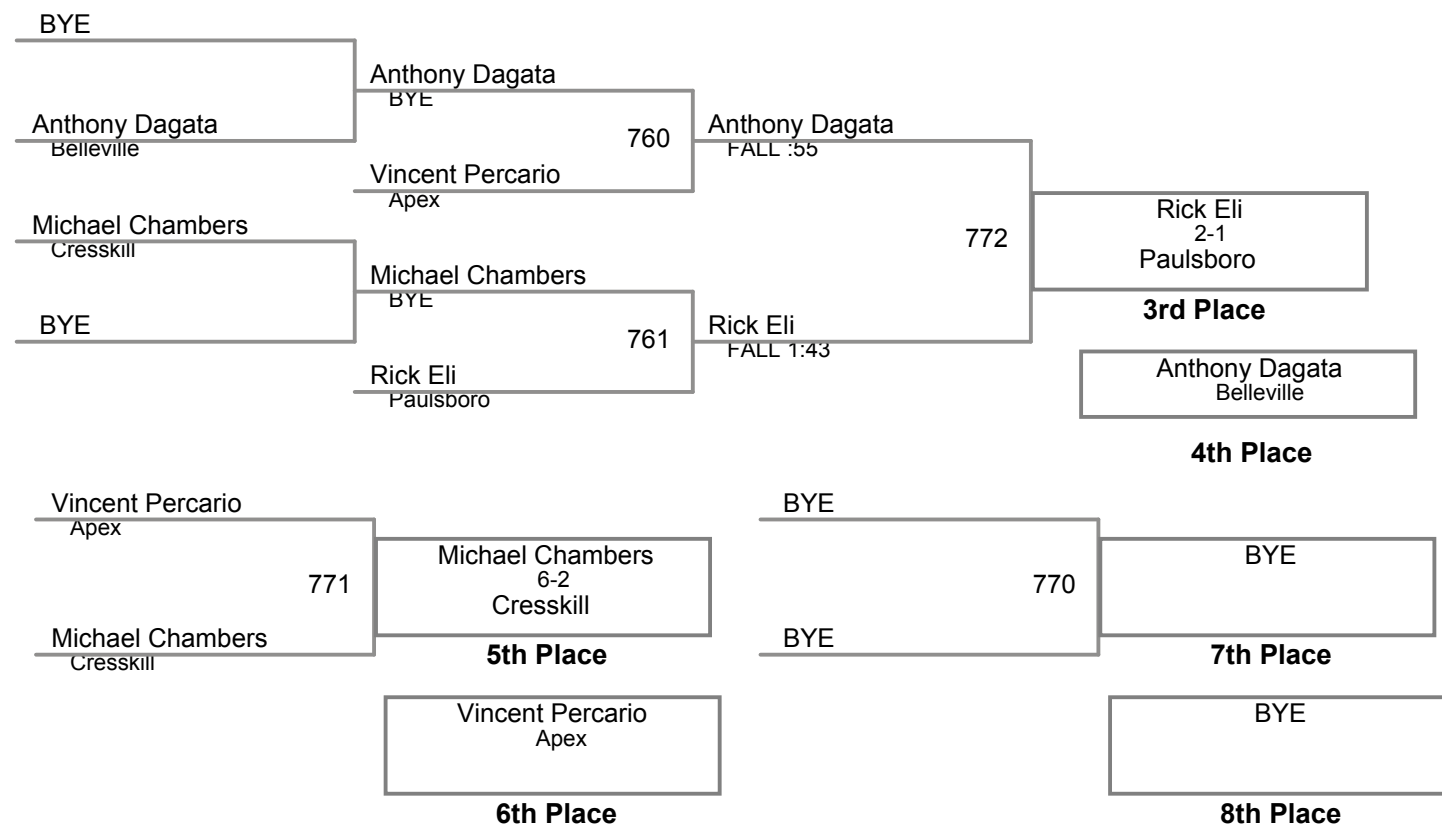 BYE
Anthony Dagata
BYE
Anthony Dagata
Belleville
760
Anthony Dagata
FALL :55
Vincent Percario
Apex
Michael Chambers
Cresskill
772
Rick Eli
2-1
Paulsboro
3rd Place
Michael Chambers
BYE
BYE
761
Rick Eli
FALL 1:43
Rick Eli
Paulsboro
Anthony Dagata
Belleville
4th Place
Vincent Percario
Apex
771
Michael Chambers
6-2
Cresskill
Michael Chambers
Cresskill
5th Place
Vincent Percario
Apex
6th Place
BYE
770
BYE
BYE
7th Place
BYE
8th Place